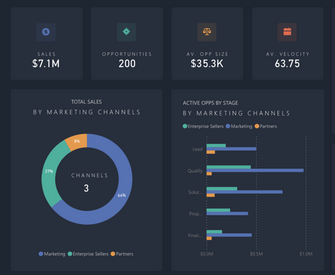 SALES
$7.1M
OPPORTUNITIES
200
AV. OPP SIZE
$35.3K
AV. VELOCITY
63.75
TOTAL SALES
BY MARKETING CHANNELS
8%
27%
64%
CHANNELS
3
Marketing Enterprise Sellers Partners
ACTIVE OPPS BY STAGE
BY MARKETING CHANNELS
Enterprise Sellers Marketing Partners
Lead
Qualify
Solut...
Prop...
Final...
$0.0M $0.5M $1.0M